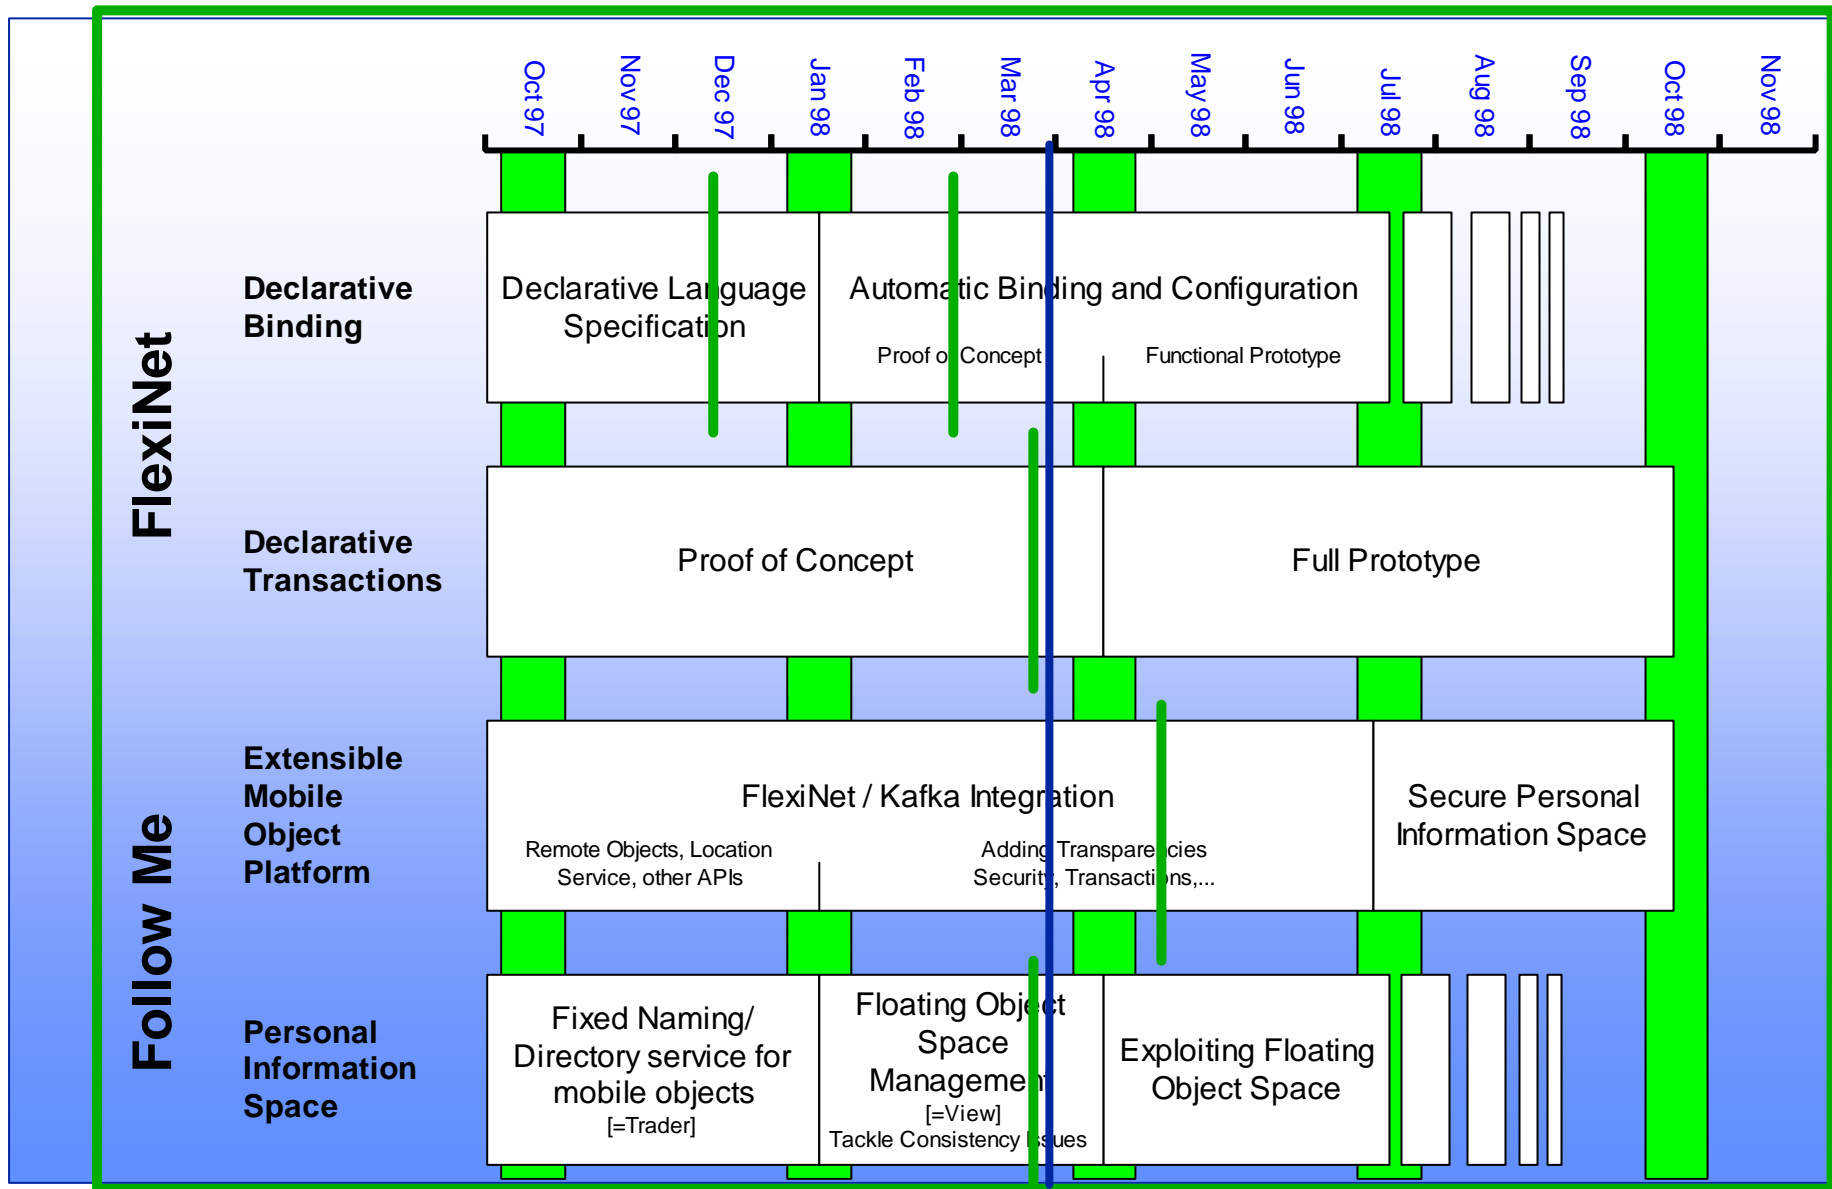 Oct 97
Nov 97
Dec 97
Jan 98
Feb 98
Mar 98
Apr 98
May 98
Jun 98
Jul 98
Aug 98
Sep 98
Oct 98
Nov 98
FlexiNet
Declarative
Binding
Declarative Language
Specification
Automatic Binding and Configuration
Proof of Concept
Functional Prototype
Declarative
Transactions
Proof of Concept
Full Prototype
Follow Me
Extensible
Mobile
Object
Platform
FlexiNet / Kafka Integration
Remote Objects, Location
Service, other APIs
Adding Transparencies
Security, Transactions,...
Secure Personal
Information Space
Personal
Information
Space
Fixed Naming/
Directory service for
mobile objects
[=Trader]
Floating Object
Space
Management
[=View]
Tackle Consistency Issues
Exploiting Floating
Object Space